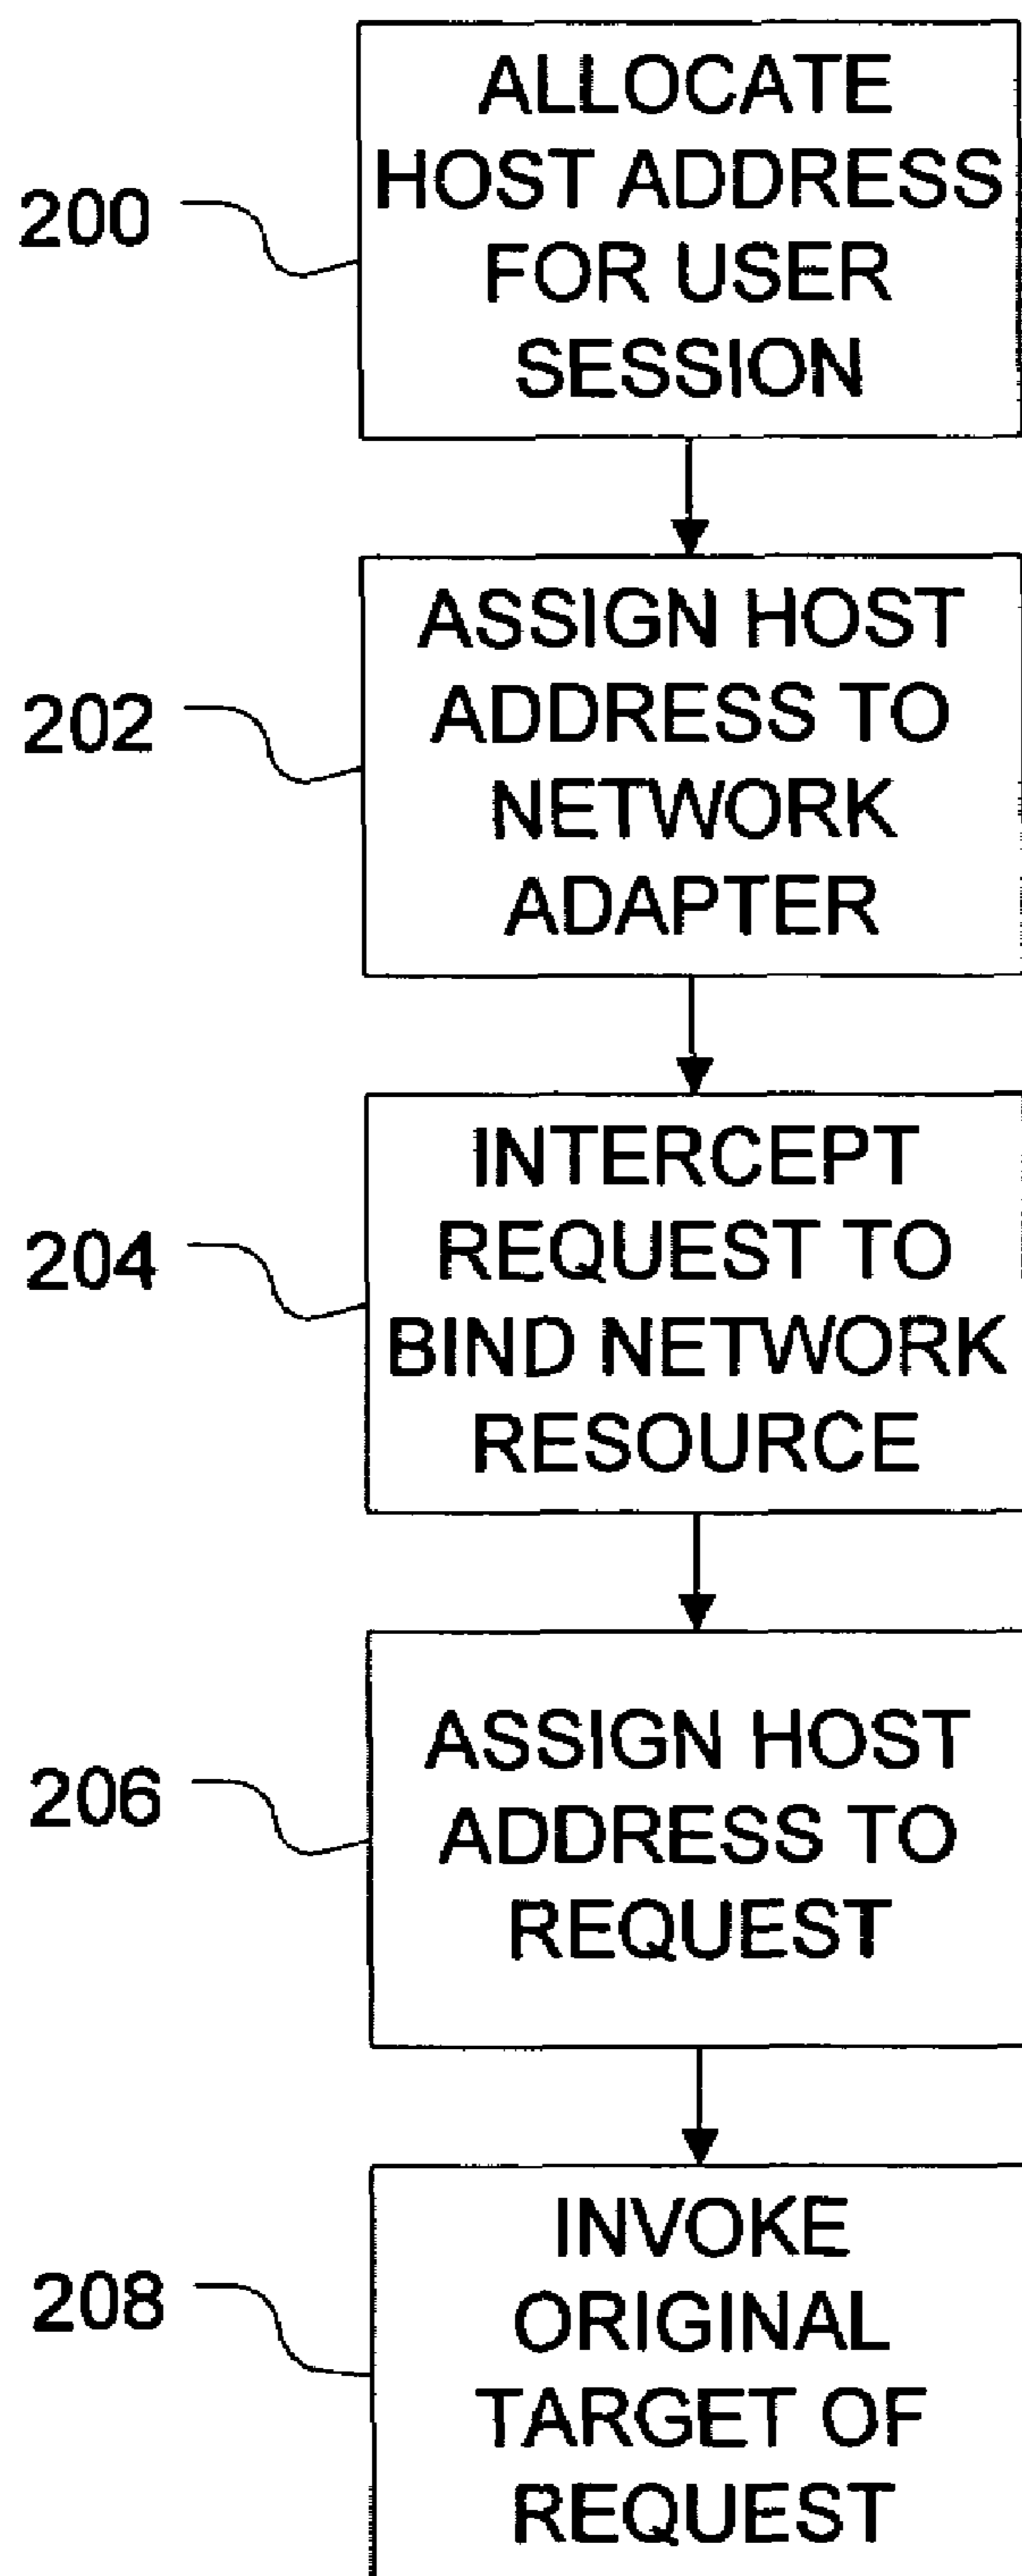 ALLOCATE
HOST ADDRESS
FOR USER
SESSION
200
ASSIGN HOST
ADDRESS TO
NETWORK
ADAPTER
202
INTERCEPT
REQUEST TO
BIND NETWORK
RESOURCE
204
ASSIGN HOST
ADDRESS TO
REQUEST
206
INVOKE
ORIGINAL
TARGET OF
REQUEST
208